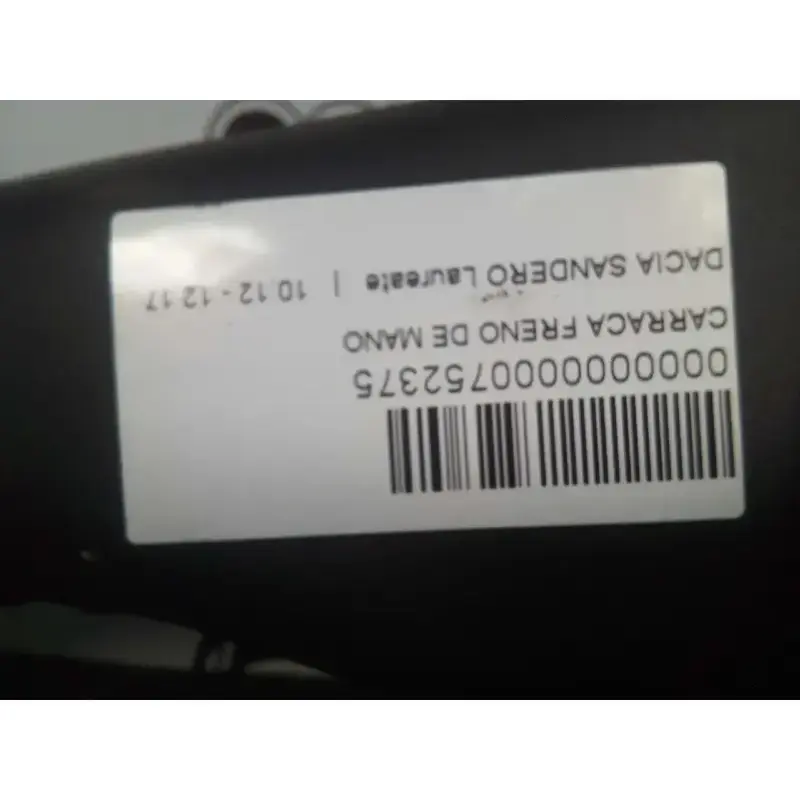 0000000000752375
CARRACA FRENO DE MANO
DACIA SANDERO Laureate | 10.12 - 12.17